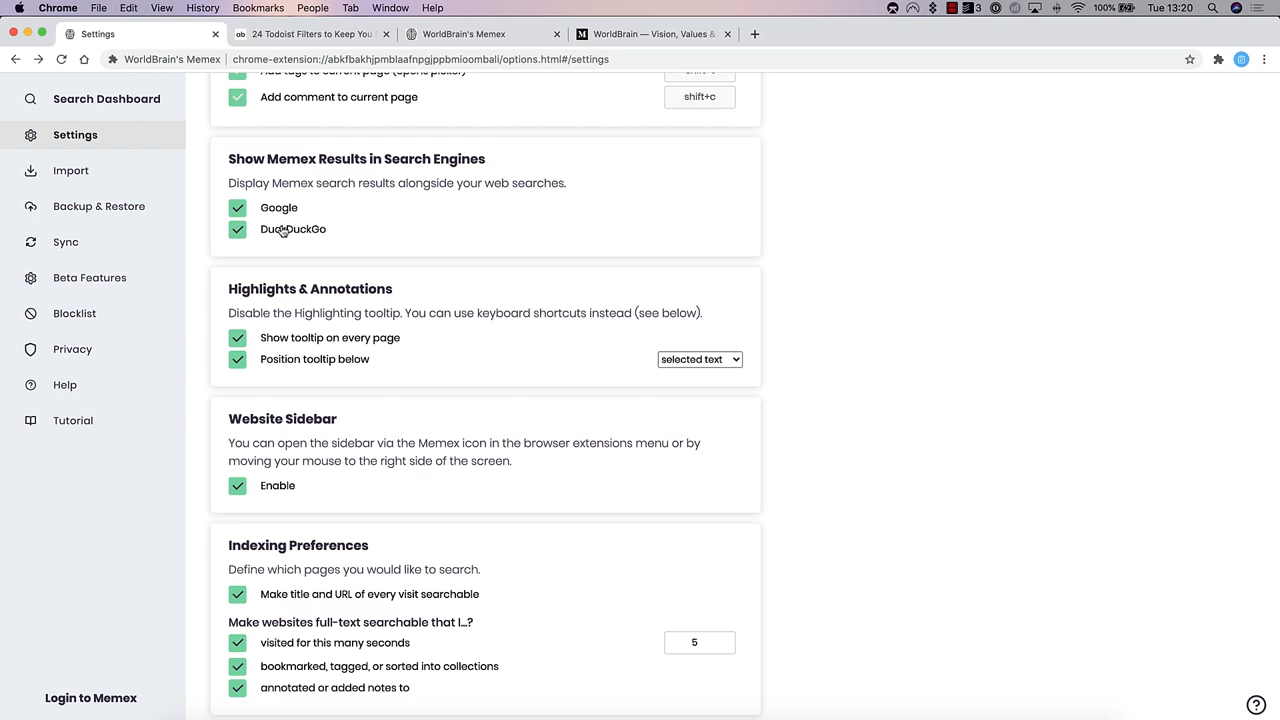 Chrome File Edit View History Bookmarks People Tab Window Help 3 100% Tue 13:20
Settings 24 Todoist Filters to Keep You WorldBrain's Memex WorldBrain — Vision, Values &
WorldBrain's Memex chrome-extension://abkfbakhjpmblaafnpgjppbmioombali/options.html#/settings
Search Dashboard
Settings
Import
Backup & Restore
Sync
Beta Features
Blocklist
Privacy
Help
Tutorial
Login to Memex
Add tags to current page (opens picker)
Add comment to current page shift+c
Show Memex Results in Search Engines
Display Memex search results alongside your web searches.
Google
DuckDuckGo
Highlights & Annotations
Disable the Highlighting tooltip. You can use keyboard shortcuts instead (see below).
Show tooltip on every page
Position tooltip below selected text
Website Sidebar
You can open the sidebar via the Memex icon in the browser extensions menu or by
moving your mouse to the right side of the screen.
Enable
Indexing Preferences
Define which pages you would like to search.
Make title and URL of every visit searchable
Make websites full-text searchable that I...?
visited for this many seconds 5
bookmarked, tagged, or sorted into collections
annotated or added notes to